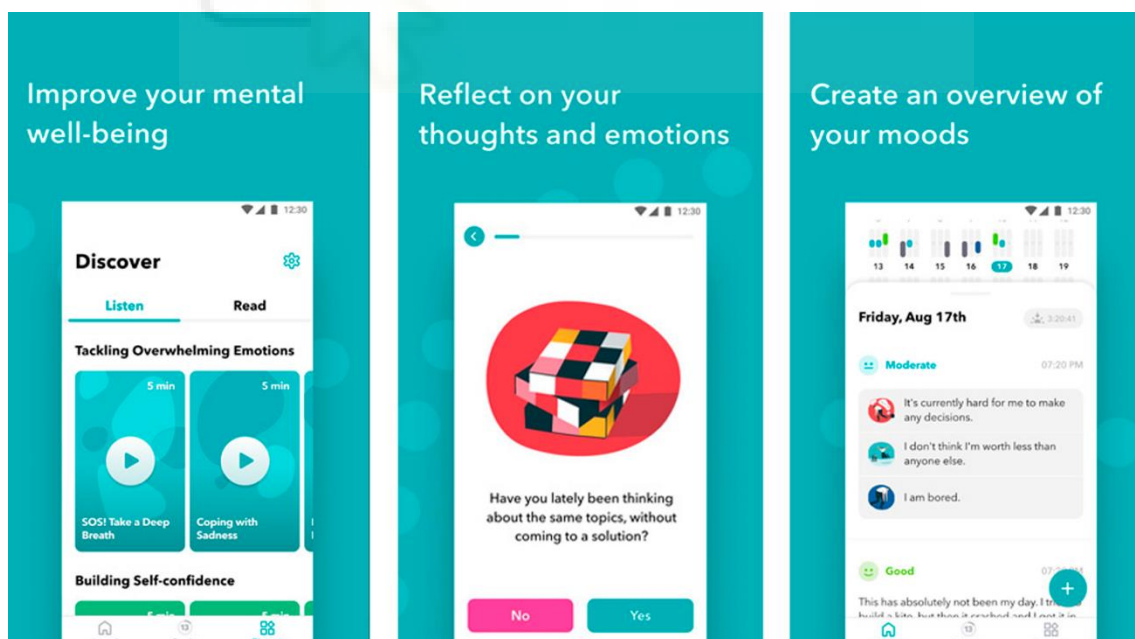 Improve your mental
well-being
12:30
Discover
Listen
Read
Tackling Overwhelming Emotions
5 min
5 min
SOS! Take a Deep
Breath
Coping with
Sadness
Building Self-confidence
13
Reflect on your
thoughts and emotions
12:30
Have you lately been thinking
about the same topics, without
coming to a solution?
No
Yes
Create an overview of
your moods
12:30
13 14 15 16 17 18 19
Friday, Aug 17th
3:20:41
Moderate
07:20 PM
It's currently hard for me to make
any decisions.
I don't think I'm worth less than
anyone else.
I am bored.
Good
This has absolutely not been my day. I
13